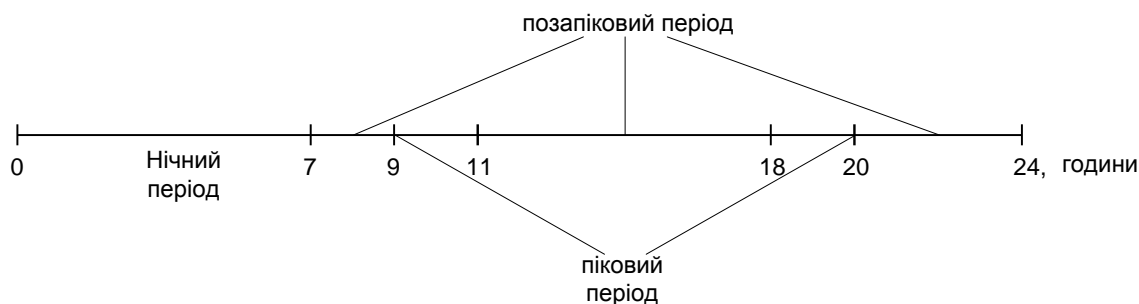 позапіковий період
0 7 9 11 18 20 24, години
Нічний
період
піковий
період